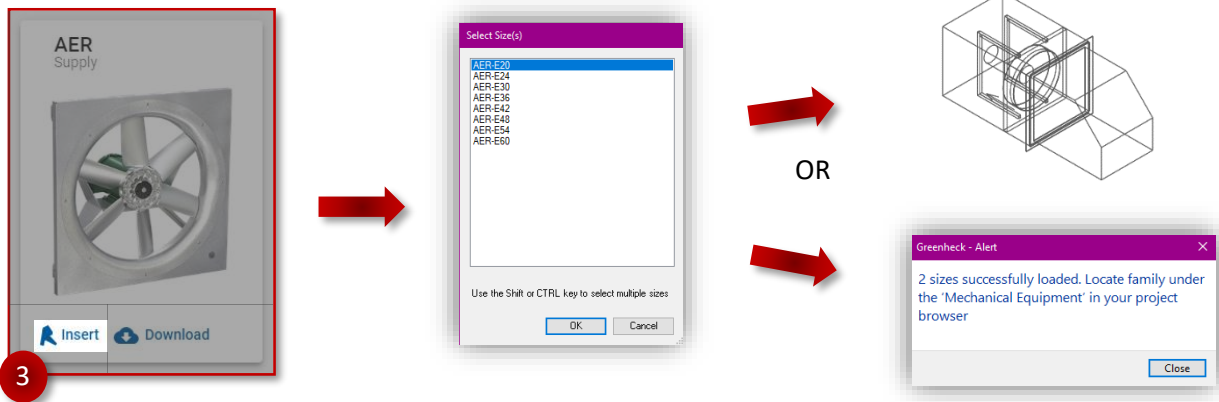 AER
Supply
Insert
Download
3
Select Size(s)
AER-E20
AER-E24
AER-E30
AER-E36
AER-E42
AER-E48
AER-E54
AER-E60
Use the Shift or CTRL key to select multiple sizes
OK
Cancel
OR
Greenheck - Alert
2 sizes successfully loaded. Locate family under
the 'Mechanical Equipment' in your project
browser
Close